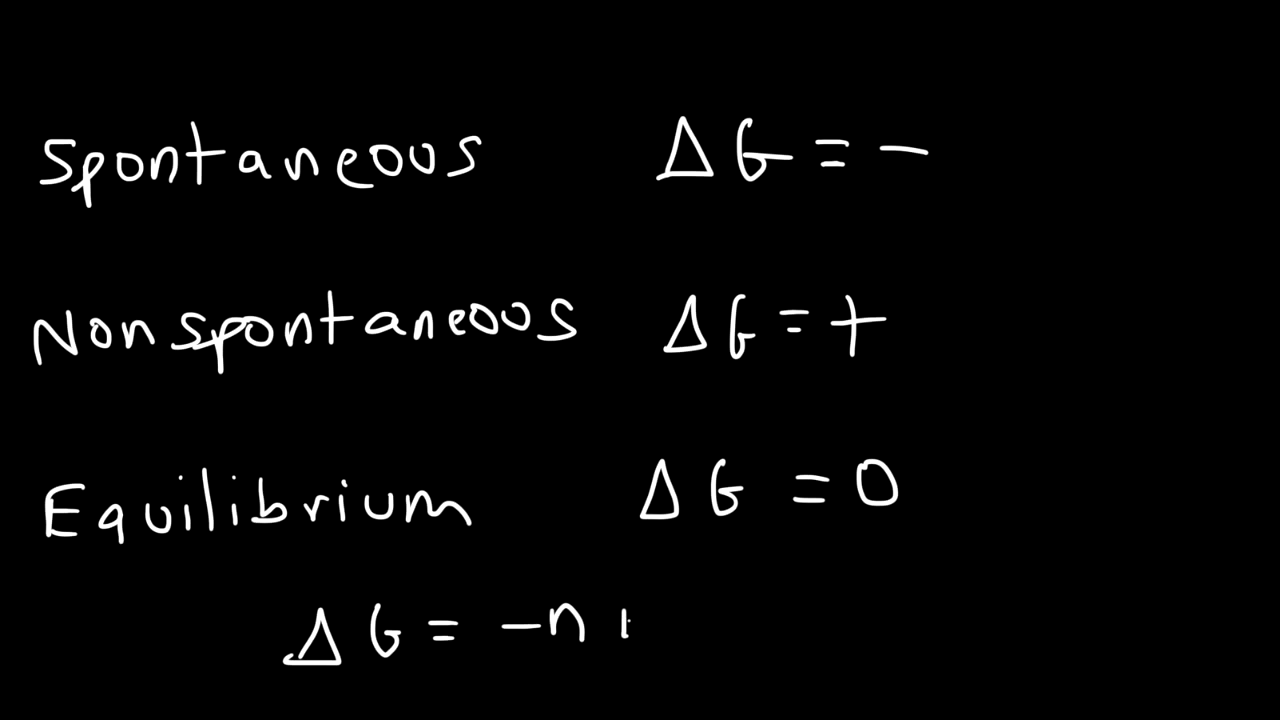 Spontaneous ΔG = -
Nonspontaneous ΔG = +
Equilibrium ΔG = 0
ΔG = -n